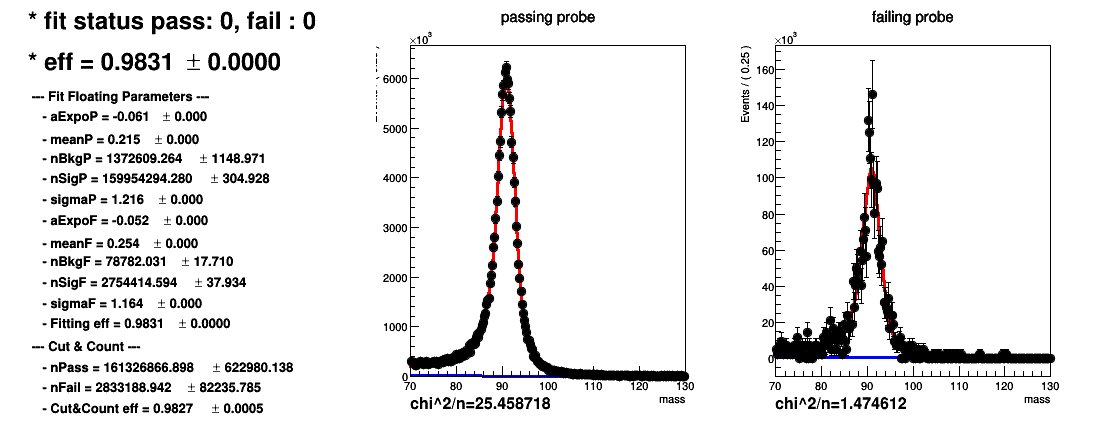 * fit status pass: 0, fail : 0
* eff = 0.9831 ± 0.0000
--- Fit Floating Parameters ---
- aExpoP = -0.061 ± 0.000
- meanP = 0.215 ± 0.000
- nBkgP = 1372609.264 ± 1148.971
- nSigP = 159954294.280 ± 304.928
- sigmaP = 1.216 ± 0.000
- aExpoF = -0.052 ± 0.000
- meanF = 0.254 ± 0.000
- nBkgF = 78782.031 ± 17.710
- nSigF = 2754414.594 ± 37.934
- sigmaF = 1.164 ± 0.000
- Fitting eff = 0.9831 ± 0.0000
--- Cut & Count ---
- nPass = 161326866.898 ± 622980.138
- nFail = 2833188.942 ± 82235.785
- Cut&Count eff = 0.9827 ± 0.0005
passing probe
×10³
6000
5000
4000
3000
2000
1000
0
70 80 90 100 110 120 130
mass
chi^2/n=25.458718
failing probe
×10³
Events / ( 0.25 )
160
140
120
100
80
60
40
20
0
70 80 90 100 110 120 130
mass
chi^2/n=1.474612